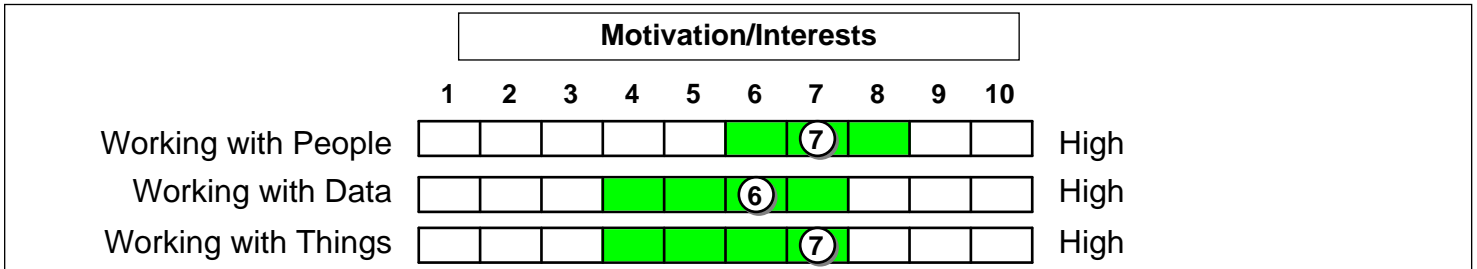 Motivation/Interests
1 2 3 4 5 6 7 8 9 10
Working with People 7 High
Working with Data 6 High
Working with Things 7 High